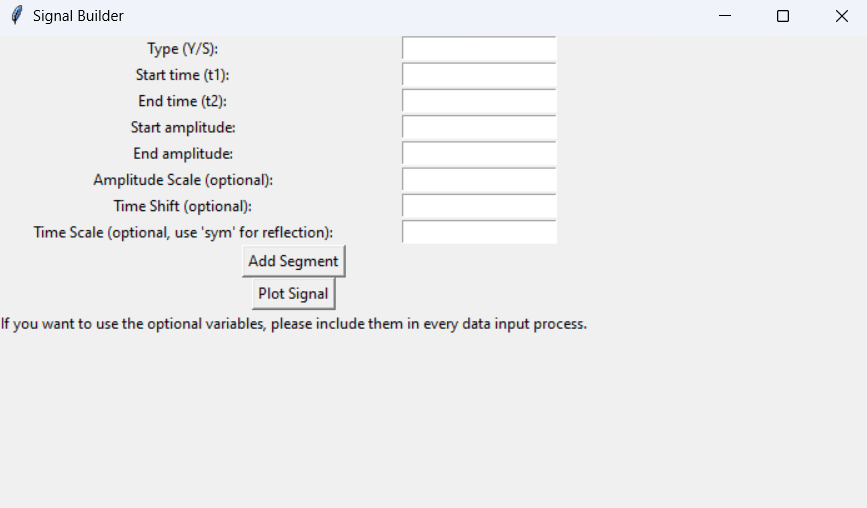 Signal Builder
Type (Y/S):
Start time (t1):
End time (t2):
Start amplitude:
End amplitude:
Amplitude Scale (optional):
Time Shift (optional):
Time Scale (optional, use 'sym' for reflection):
Add Segment
Plot Signal
If you want to use the optional variables, please include them in every data input process.